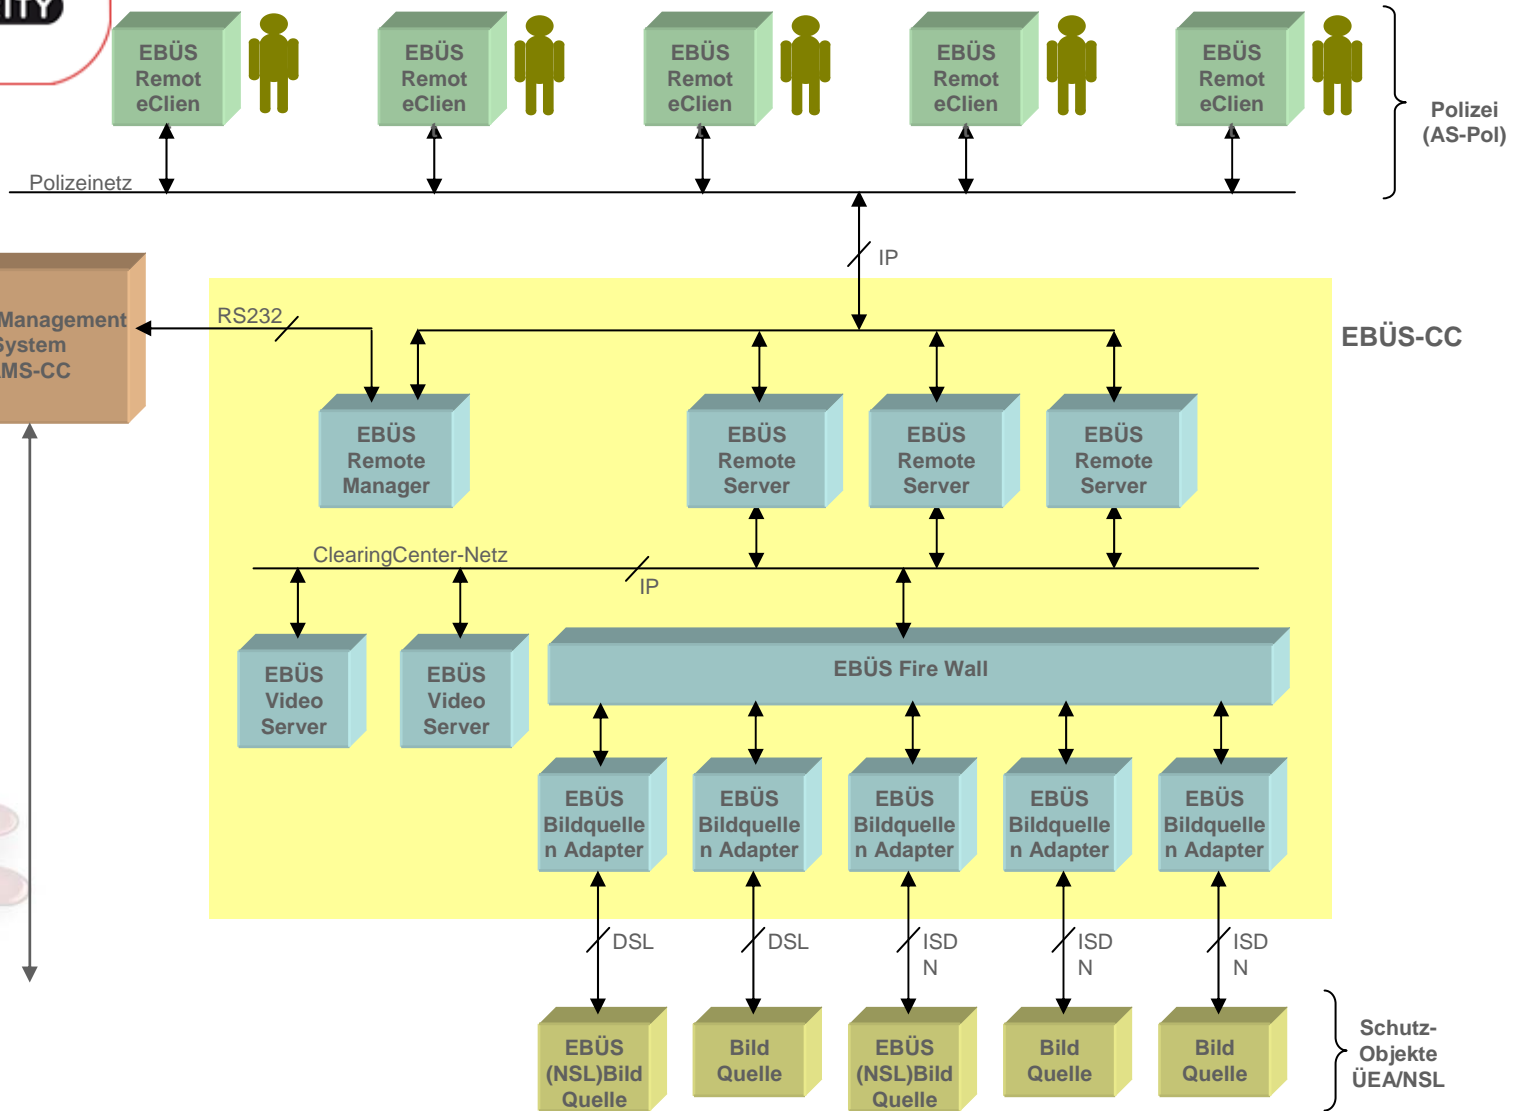 CITY
EBÜS
Remot
eClien
EBÜS
Remot
eClien
EBÜS
Remot
eClien
EBÜS
Remot
eClien
EBÜS
Remot
eClien
Polizei
(AS-Pol)
Polizeinetz
IP
Management
System
MS-CC
RS232
EBÜS-CC
EBÜS
Remote
Manager
EBÜS
Remote
Server
EBÜS
Remote
Server
EBÜS
Remote
Server
ClearingCenter-Netz
IP
EBÜS
Video
Server
EBÜS
Video
Server
EBÜS Fire Wall
EBÜS
Bildquelle
n Adapter
EBÜS
Bildquelle
n Adapter
EBÜS
Bildquelle
n Adapter
EBÜS
Bildquelle
n Adapter
EBÜS
Bildquelle
n Adapter
DSL
DSL
ISD
N
ISD
N
ISD
N
EBÜS
(NSL)Bild
Quelle
Bild
Quelle
EBÜS
(NSL)Bild
Quelle
Bild
Quelle
Bild
Quelle
Schutz-
Objekte
ÜEA/NSL